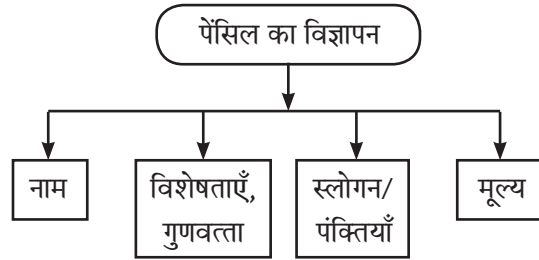 पेंसिल का विज्ञापन
नाम
विशेषताएँ,
गुणवत्ता
स्लोगन/
पंक्तियाँ
मूल्य